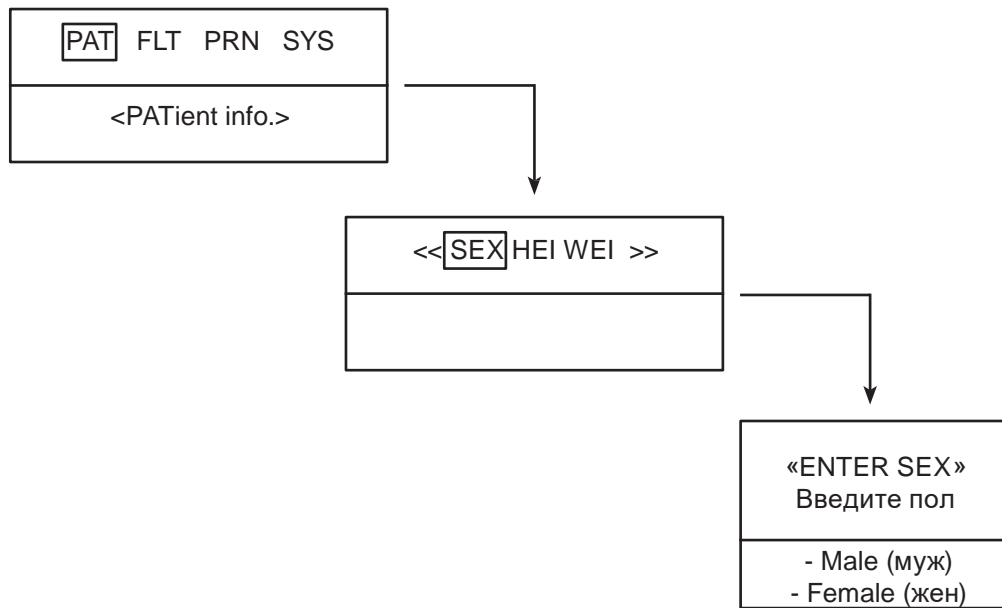 PAT FLT PRN SYS
<PATient info.>
<< SEX HEI WEI >>
«ENTER SEX»
Введите пол
- Male (муж)
- Female (жен)